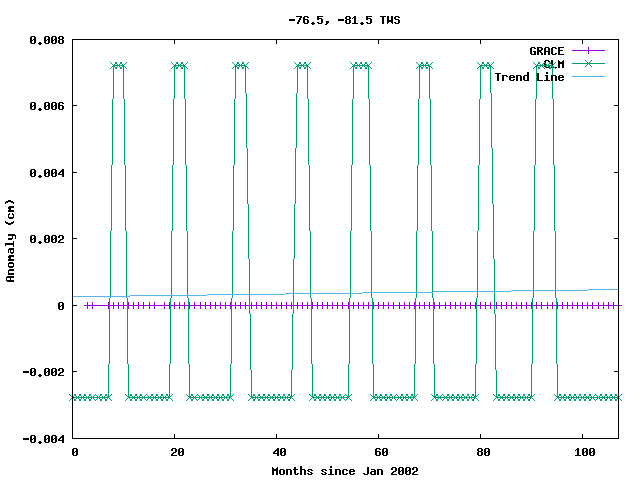 -76.5, -81.5 TWS
GRACE
CLM
Trend Line
0.008
0.006
0.004
0.002
0
-0.002
-0.004
Anomaly (cm)
0 20 40 60 80 100
Months since Jan 2002